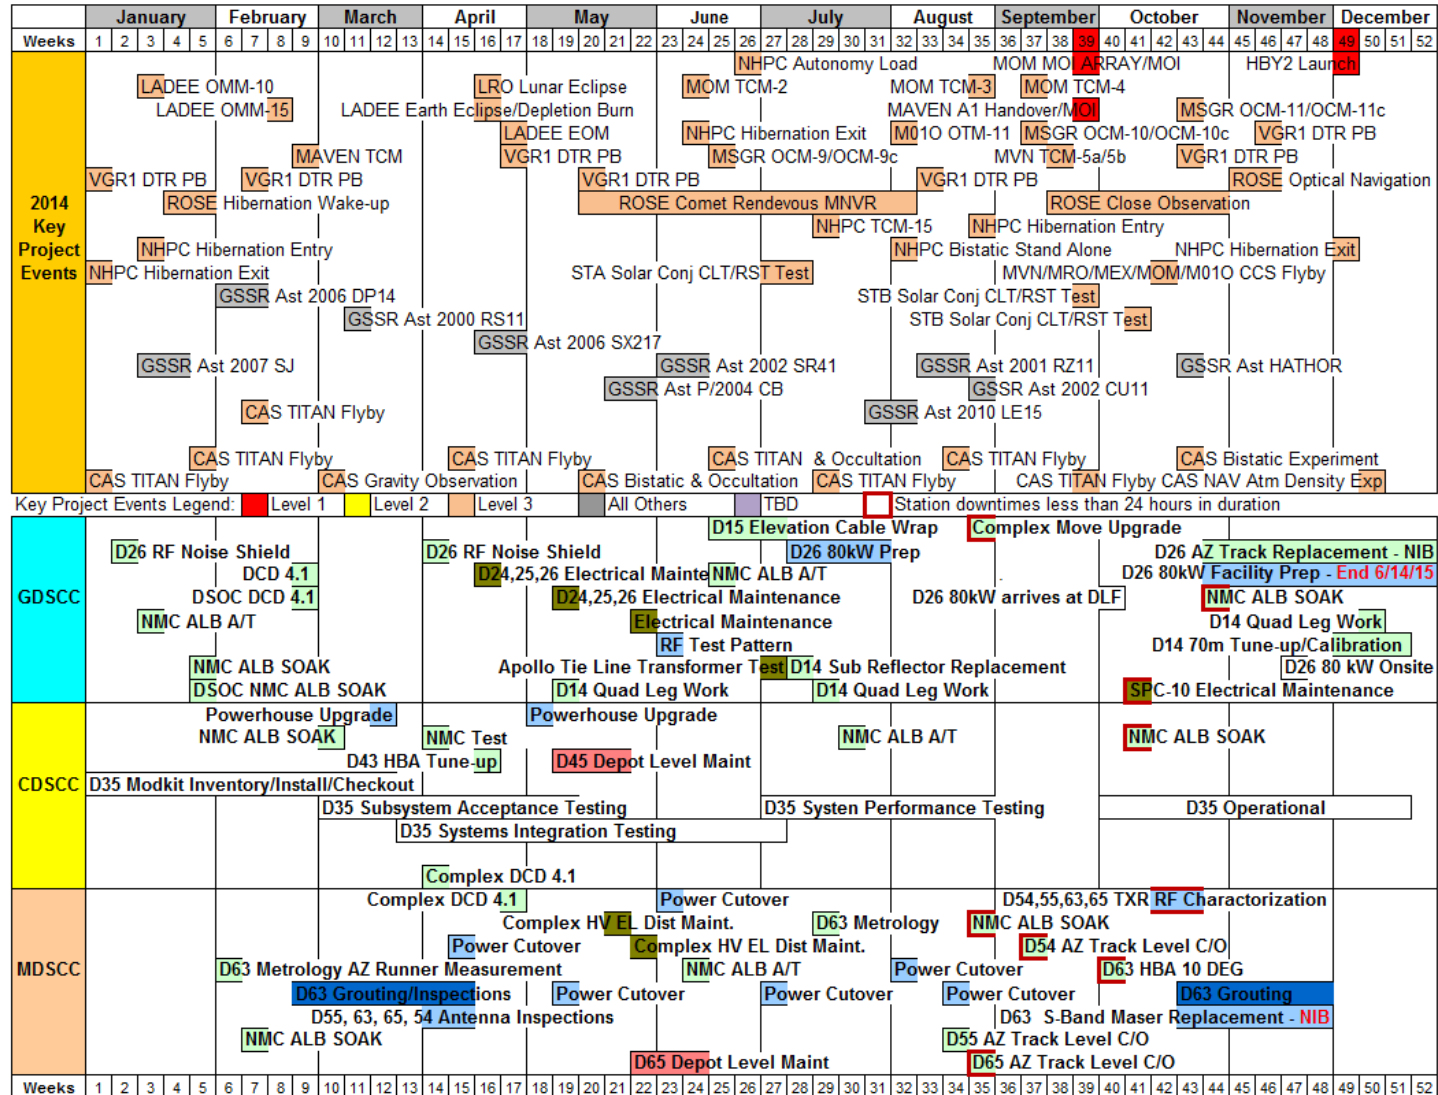 January February March April May June July August September October November December
Weeks 1 2 3 4 5 6 7 8 9 10 11 12 13 14 15 16 17 18 19 20 21 22 23 24 25 26 27 28 29 30 31 32 33 34 35 36 37 38 39 40 41 42 43 44 45 46 47 48 49 50 51 52
NHPC Autonomy Load MOM MOI ARRAY/MOI HBY2 Launch
LADEE OMM-10 LRO Lunar Eclipse MOM TCM-2 MOM TCM-3 MOM TCM-4
LADEE OMM-15 LADEE Earth Eclipse/Depletion Burn MAVEN A1 Handover/MOI MSGR OCM-11/OCM-11c
LADEE EOM NHPC Hibernation Exit M01O OTM-11 MSGR OCM-10/OCM-10c VGR1 DTR PB
MAVEN TCM VGR1 DTR PB MSGR OCM-9/OCM-9c MVN TCM-5a/5b VGR1 DTR PB
VGR1 DTR PB VGR1 DTR PB VGR1 DTR PB VGR1 DTR PB ROSE Optical Navigation
2014 Key Project Events
ROSE Hibernation Wake-up ROSE Comet Rendevous MNVR ROSE Close Observation
NHPC TCM-15 NHPC Hibernation Entry
NHPC Hibernation Entry NHPC Bistatic Stand Alone NHPC Hibernation Exit
NHPC Hibernation Exit STA Solar Conj CLT/RST Test MVN/MRO/MEX/MOM/M01O CCS Flyby
GSSR Ast 2006 DP14 STB Solar Conj CLT/RST Test
GSSR Ast 2000 RS11 STB Solar Conj CLT/RST Test
GSSR Ast 2006 SX217
GSSR Ast 2007 SJ GSSR Ast 2002 SR41 GSSR Ast 2001 RZ11 GSSR Ast HATHOR
GSSR Ast P/2004 CB GSSR Ast 2002 CU11
CAS TITAN Flyby GSSR Ast 2010 LE15
CAS TITAN Flyby CAS TITAN Flyby CAS TITAN & Occultation CAS TITAN Flyby CAS Bistatic Experiment
CAS TITAN Flyby CAS Gravity Observation CAS Bistatic & Occultation CAS TITAN Flyby CAS TITAN Flyby CAS NAV Atm Density Exp
Key Project Events Legend: Level 1 Level 2 Level 3 All Others TBD Station downtimes less than 24 hours in duration
D15 Elevation Cable Wrap Complex Move Upgrade
D26 RF Noise Shield D26 RF Noise Shield D26 80kW Prep D26 AZ Track Replacement - NIB
DCD 4.1 D24,25,26 Electrical Mainte NMC ALB A/T D26 80kW Facility Prep - End 6/14/15
GDSCC
DSOC DCD 4.1 D24,25,26 Electrical Maintenance D26 80kW arrives at DLF NMC ALB SOAK
NMC ALB A/T Electrical Maintenance D14 Quad Leg Work
RF Test Pattern D14 70m Tune-up/Calibration
NMC ALB SOAK Apollo Tie Line Transformer Test D14 Sub Reflector Replacement D26 80 kW Onsite
DSOC NMC ALB SOAK D14 Quad Leg Work D14 Quad Leg Work SPC-10 Electrical Maintenance
Powerhouse Upgrade Powerhouse Upgrade
NMC ALB SOAK NMC Test NMC ALB A/T NMC ALB SOAK
D43 HBA Tune-up D45 Depot Level Maint
CDSCC
D35 Modkit Inventory/Install/Checkout
D35 Subsystem Acceptance Testing D35 Systen Performance Testing D35 Operational
D35 Systems Integration Testing
Complex DCD 4.1
Complex DCD 4.1 Power Cutover D54,55,63,65 TXR RF Charactorization
Complex HV EL Dist Maint. D63 Metrology NMC ALB SOAK
Power Cutover Complex HV EL Dist Maint. D54 AZ Track Level C/O
MDSCC
D63 Metrology AZ Runner Measurement NMC ALB A/T Power Cutover D63 HBA 10 DEG
D63 Grouting/Inspections Power Cutover Power Cutover Power Cutover D63 Grouting
D55, 63, 65, 54 Antenna Inspections D63 S-Band Maser Replacement - NIB
NMC ALB SOAK D55 AZ Track Level C/O
D65 Depot Level Maint D65 AZ Track Level C/O
Weeks 1 2 3 4 5 6 7 8 9 10 11 12 13 14 15 16 17 18 19 20 21 22 23 24 25 26 27 28 29 30 31 32 33 34 35 36 37 38 39 40 41 42 43 44 45 46 47 48 49 50 51 52